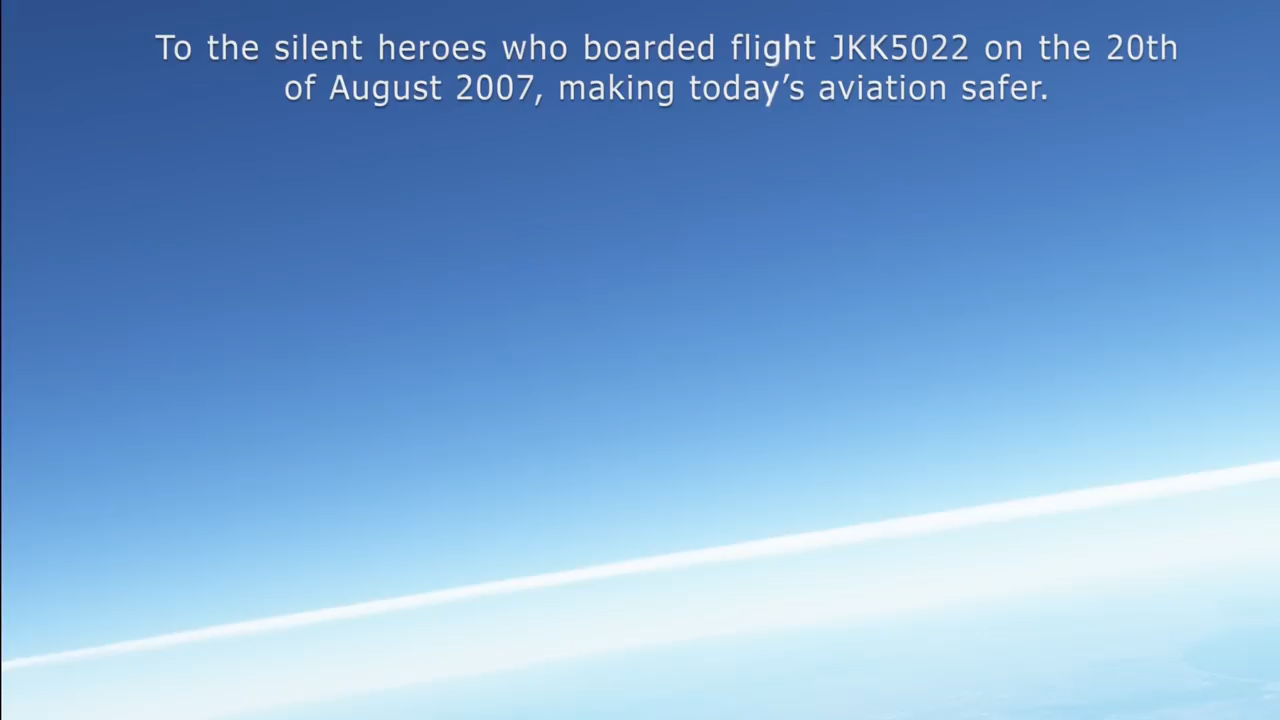 To the silent heroes who boarded flight JKK5022 on the 20th
of August 2007, making today’s aviation safer.